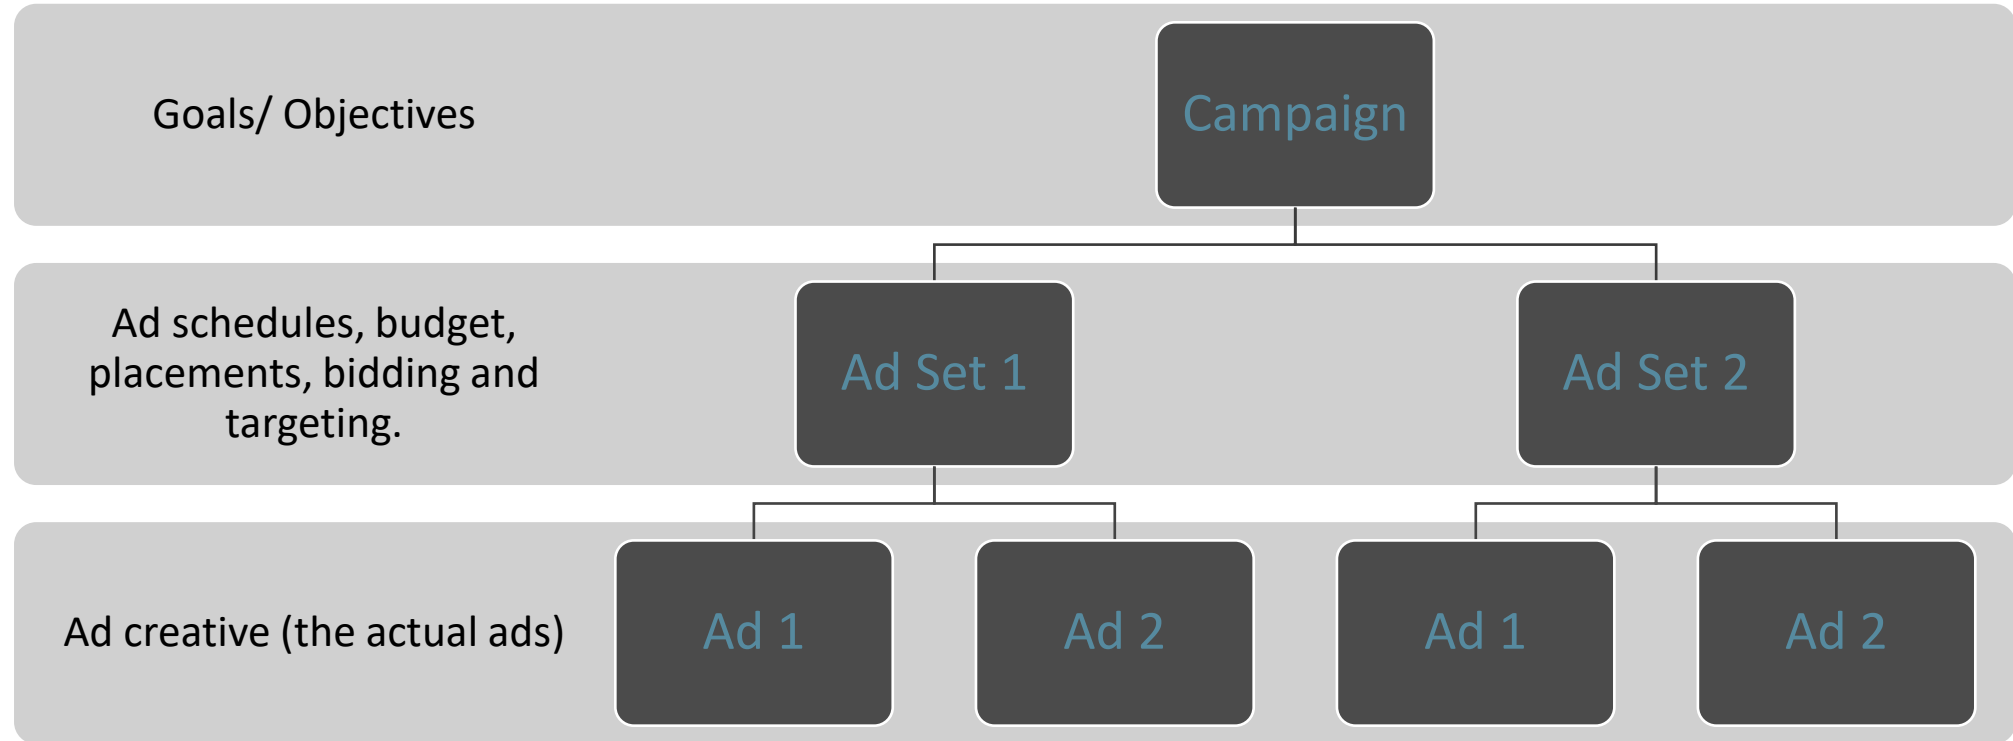 Goals/ Objectives
Campaign
Ad schedules, budget,
placements, bidding and
targeting.
Ad Set 1
Ad Set 2
Ad creative (the actual ads)
Ad 1
Ad 2
Ad 1
Ad 2